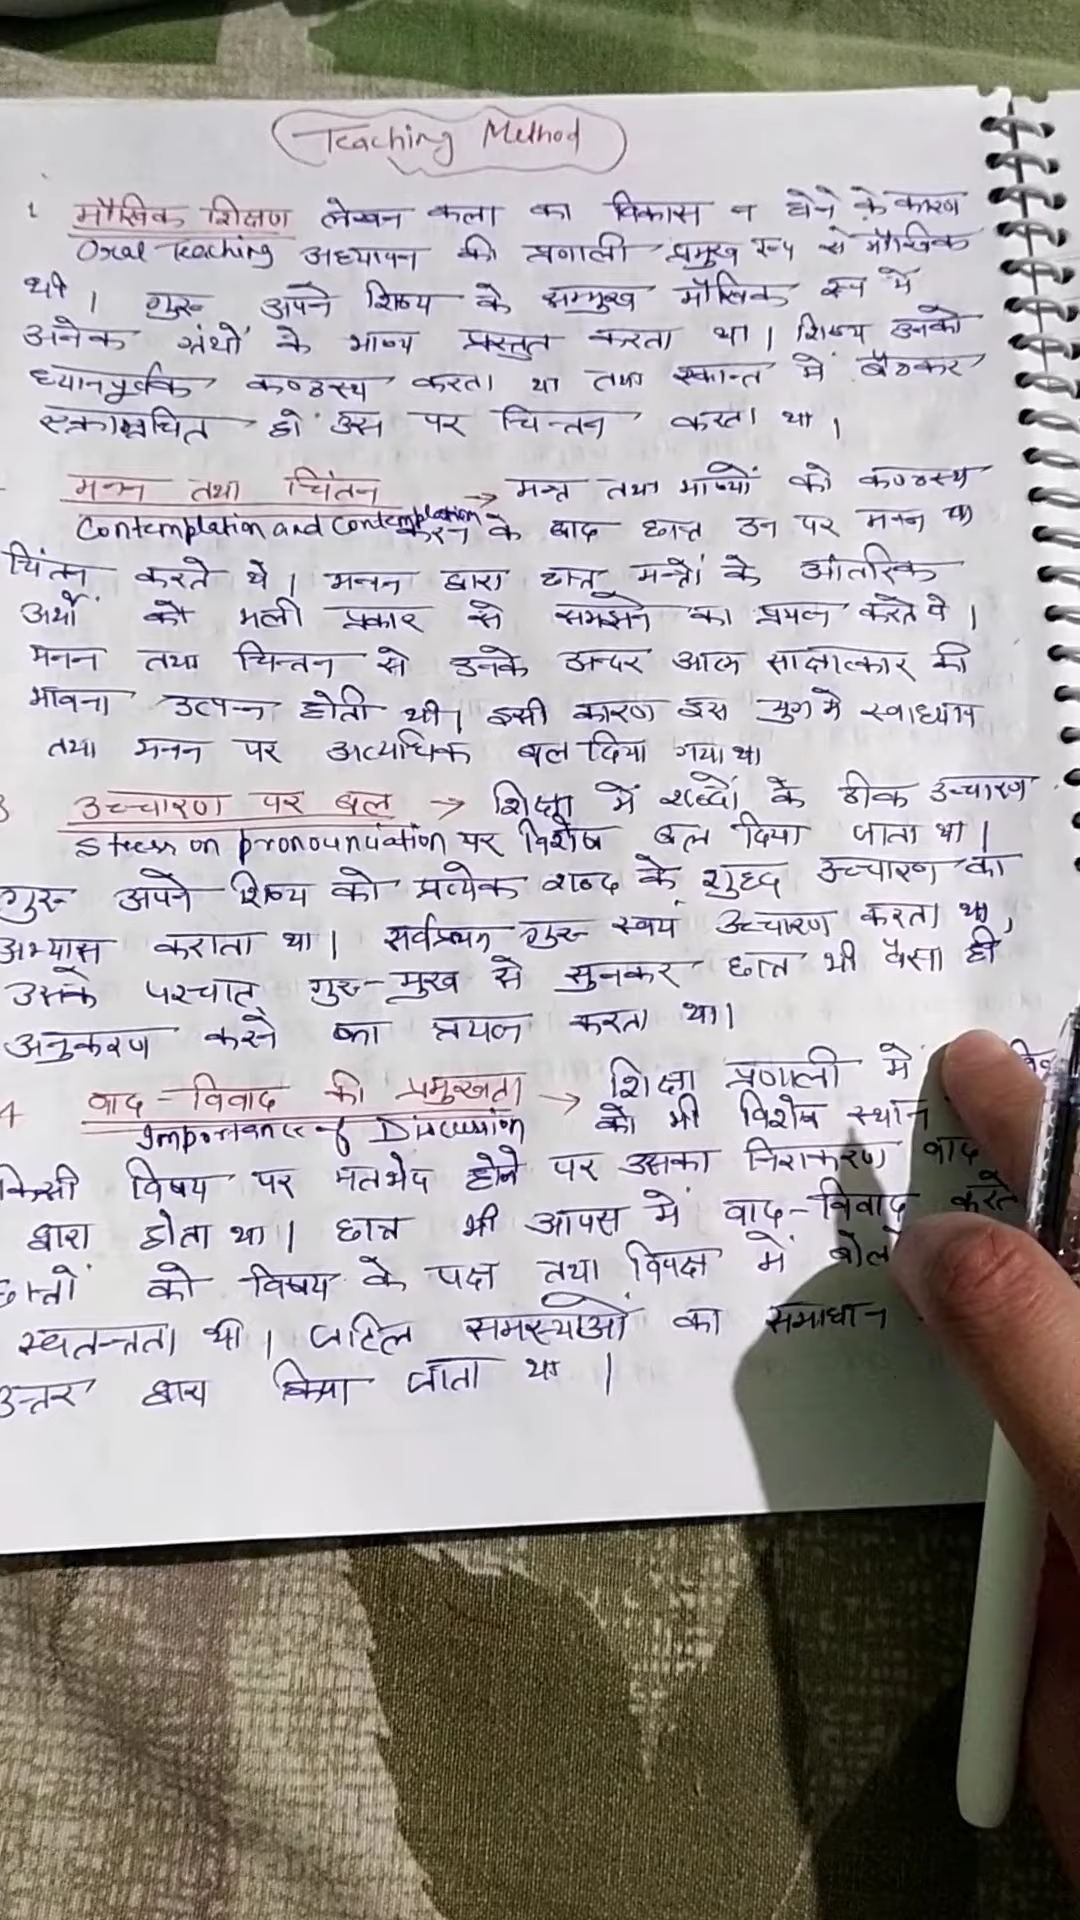 Teaching Method
1 मौखिक शिक्षण लेखन कला का विकास न होने के कारण
Oral Teaching अध्यापन की प्रणाली प्रमुख रूप से मौखिक
थी । गुरू अपने शिष्य के सम्मुख मौखिक रूप में
अनेक ग्रंथों के भाष्य प्रस्तुत करता था । शिष्य उनको
ध्यानपूर्वक कण्ठस्थ करता था तथा एकान्त में बैठकर
हो उस पर चिन्तन करता था ।
मनन तथा चिंतन → मन्त्र तथा भाष्यों को कण्ठस्थ
Contemplation and Contemplation करने के बाद छात्र उन पर मनन
चिंतन करते थे । मनन द्वारा छात्र मन्त्रों के आंतरिक
अर्थों को भली प्रकार से समझने का प्रयत्न करते थे ।
मनन तथा चिन्तन से उनके अन्दर आत्म साक्षात्कार की
भावना उत्पन्न होती थी। इसी कारण इस युग मे स्वाध्याय
तथा मनन पर अत्यधिक बल दिया गया था
3 उच्चारण पर बल → शिक्षा में शब्दों के ठीक उच्चारण
Stress on pronounuiation पर विशेष बल दिया जाता था ।
गुरू अपने शिष्य को प्रत्येक शब्द के शुद्ध उच्चारण का
अभ्यास कराता था । सर्वप्रथम गुरू स्वयं उच्चारण करता था,
उसके पश्चात् गुरू-मुख से सुनकर छात्र भी वैसा ही
अनुकरण करने का प्रयत्न करता था।
4 वाद-विवाद की प्रमुखता → शिक्षा प्रणाली मे
Importance of Discussion को भी विशेष स्थान
किसी विषय पर मतभेद होने पर उसका निराकरण वाद
द्वारा होता था । छात्र भी आपस में वाद-विवाद करते
छात्रों को विषय के पक्ष तथा विपक्ष में
स्वतन्त्रता थी । जटिल समस्याओं का समाधान
उत्तर द्वारा किया जाता था ।